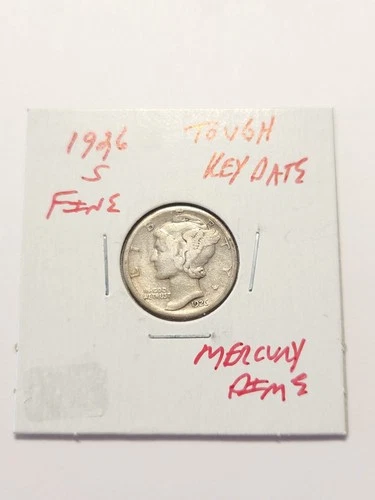 1926
S
FINE
TOUGH
KEY DATE
LIBERTY
IN GOD
WE TRUST
1926
MERCURY
DIME